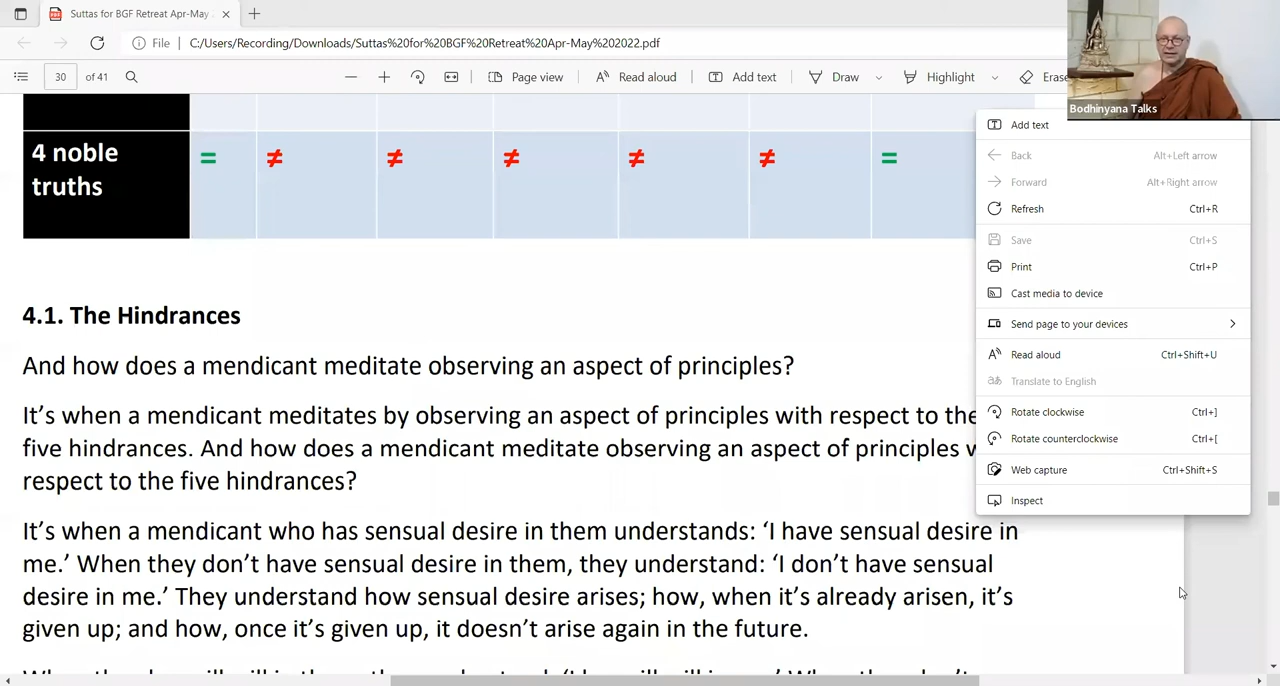 Suttas for BGF Retreat Apr-May
File
C:/Users/Recording/Downloads/Suttas%20for%20BGF%20Retreat%20Apr-May%202022.pdf
30 of 41
Page view
Read aloud
Add text
Draw
Highlight
Bodhinyana Talks
4 noble
truths
= ≠ ≠ ≠ ≠ ≠ =
4.1. The Hindrances
And how does a mendicant meditate observing an aspect of principles?
It’s when a mendicant meditates by observing an aspect of principles with respect to the
five hindrances. And how does a mendicant meditate observing an aspect of principles
respect to the five hindrances?
It’s when a mendicant who has sensual desire in them understands: ‘I have sensual desire in
me.’ When they don’t have sensual desire in them, they understand: ‘I don’t have sensual
desire in me.’ They understand how sensual desire arises; how, when it’s already arisen, it’s
given up; and how, once it’s given up, it doesn’t arise again in the future.
Add text
Back Alt+Left arrow
Forward Alt+Right arrow
Refresh Ctrl+R
Save Ctrl+S
Print Ctrl+P
Cast media to device
Send page to your devices
Read aloud Ctrl+Shift+U
Translate to English
Rotate clockwise Ctrl+]
Rotate counterclockwise Ctrl+[
Web capture Ctrl+Shift+S
Inspect